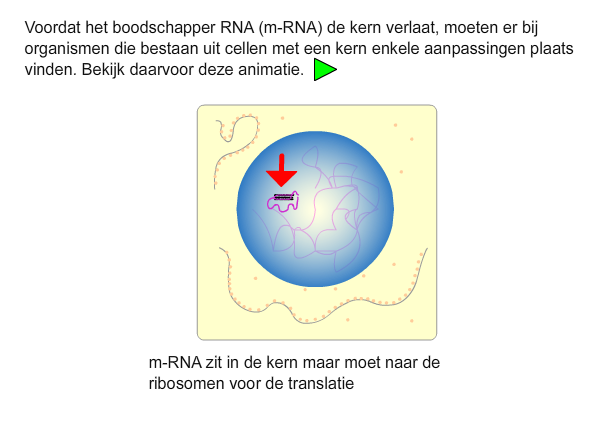 Voordat het boodschapper RNA (m-RNA) de kern verlaat, moeten er bij
organismen die bestaan uit cellen met een kern enkele aanpassingen plaats
vinden. Bekijk daarvoor deze animatie.
m-RNA zit in de kern maar moet naar de
ribosomen voor de translatie